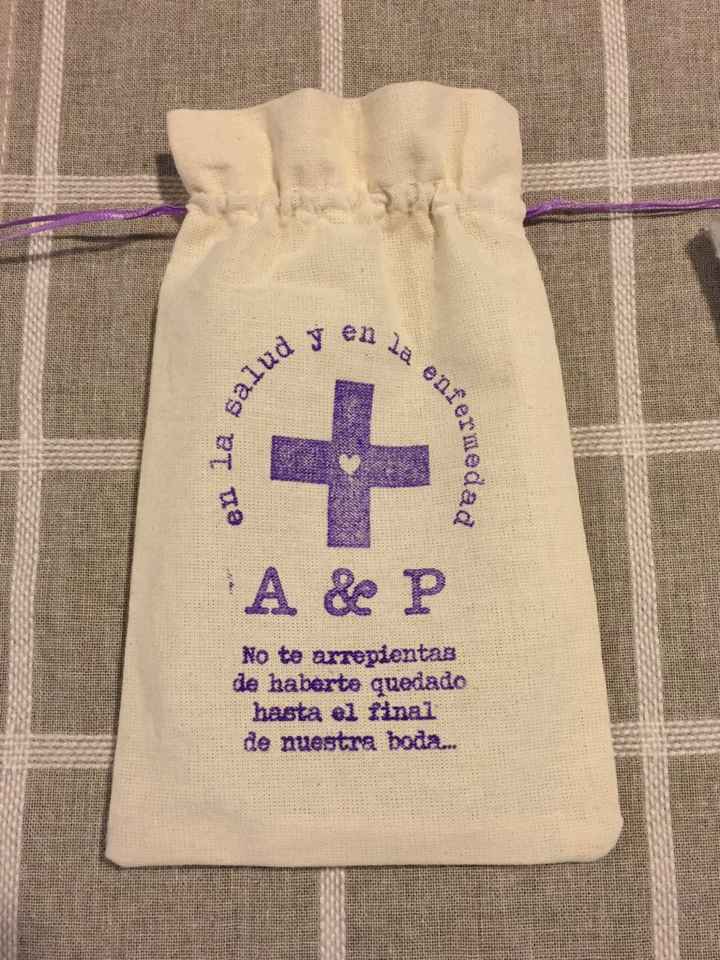 en la salud y en la enfermedad
A & P
No te arrepientas
de haberte quedado
hasta el final
de nuestra boda...